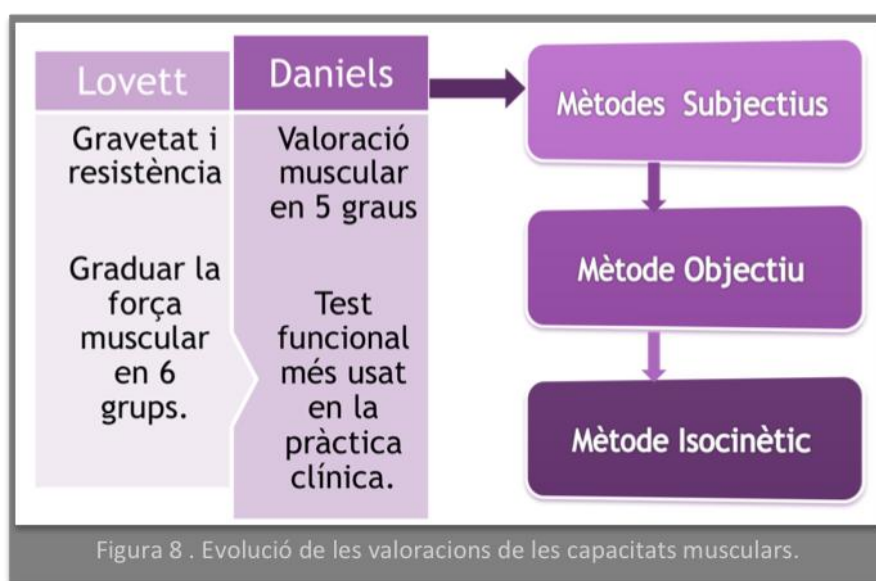 Lovett
Gravetat i
resistència
Graduar la
força
muscular
en 6
grups.
Daniels
Valoració
muscular
en 5 graus
Test
funcional
més usat
en la
pràctica
clínica.
Mètodes Subjectius
Mètode Objectiu
Mètode Isocinètic
Figura 8 . Evolució de les valoracions de les capacitats musculars.